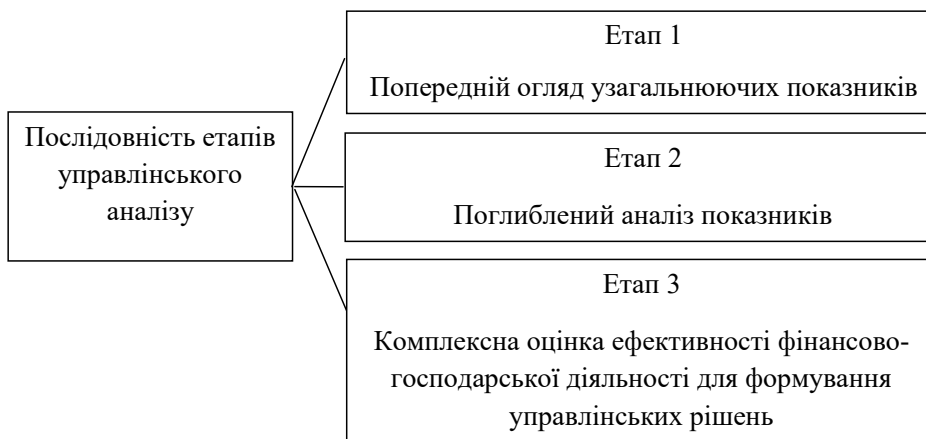 Послідовність етапів
управлінського
аналізу
Етап 1
Попередній огляд узагальнюючих показників
Етап 2
Поглиблений аналіз показників
Етап 3
Комплексна оцінка ефективності фінансово-
господарської діяльності для формування
управлінських рішень